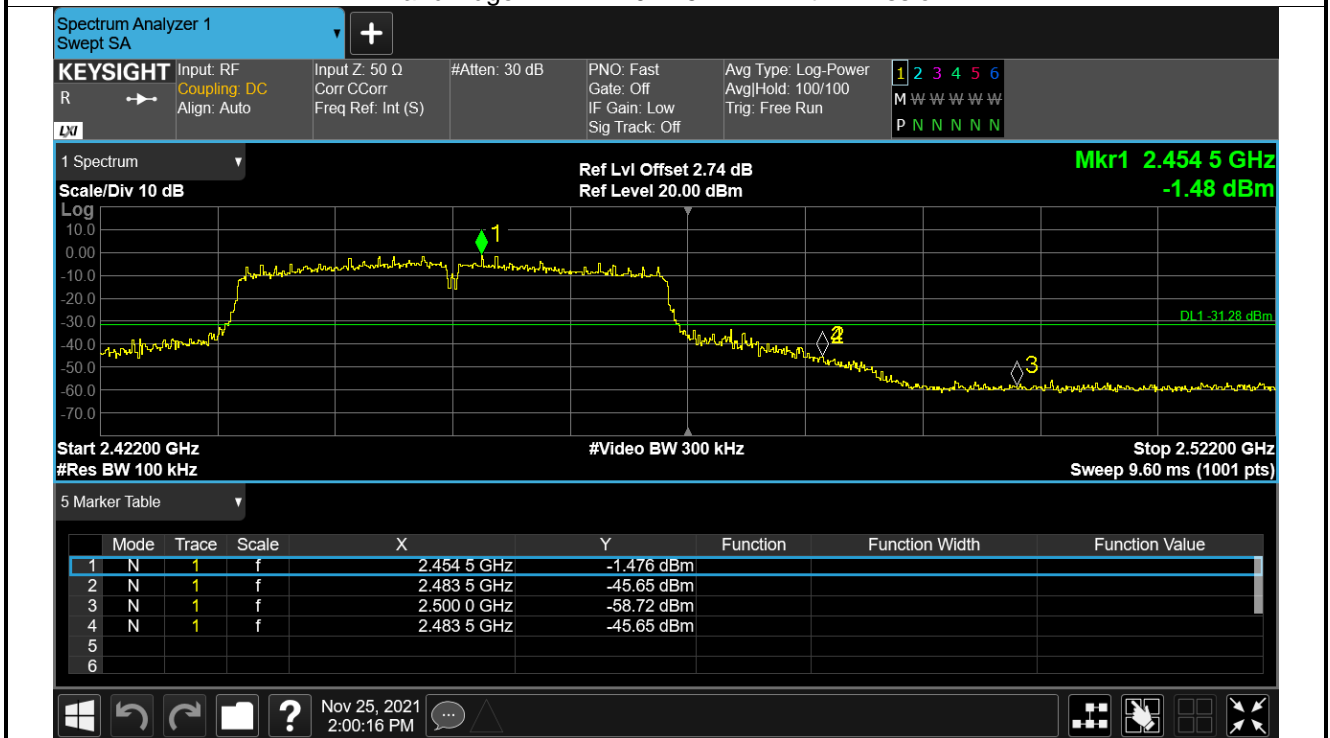 Spectrum Analyzer 1
Swept SA
+
KEYSIGHT
R
LXI
Input: RF
Coupling: DC
Align: Auto
Input Z: 50 Ω
Corr CCorr
Freq Ref: Int (S)
#Atten: 30 dB
PNO: Fast
Gate: Off
IF Gain: Low
Sig Track: Off
Avg Type: Log-Power
Avg|Hold: 100/100
Trig: Free Run
1 2 3 4 5 6
M W W W W W
P N N N N N
1 Spectrum
Scale/Div 10 dB
Ref Lvl Offset 2.74 dB
Ref Level 20.00 dBm
Mkr1 2.454 5 GHz
-1.48 dBm
Log
10.0
0.00
-10.0
-20.0
-30.0
-40.0
-50.0
-60.0
-70.0
1
3
DL1 -31.28 dBm
Start 2.42200 GHz
#Res BW 100 kHz
#Video BW 300 kHz
Stop 2.52200 GHz
Sweep 9.60 ms (1001 pts)
5 Marker Table
Mode Trace Scale X Y Function Function Width Function Value
1 N 1 f 2.454 5 GHz -1.476 dBm
2 N 1 f 2.483 5 GHz -45.65 dBm
3 N 1 f 2.500 0 GHz -58.72 dBm
4 N 1 f 2.483 5 GHz -45.65 dBm
5
6
?
Nov 25, 2021
2:00:16 PM